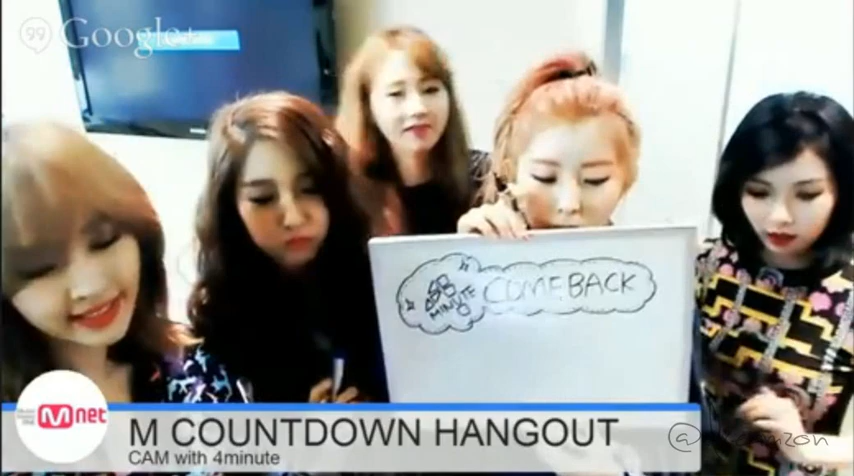 Google+
COMEBACK
MINUTE
Mnet
M COUNTDOWN HANGOUT
CAM with 4minute